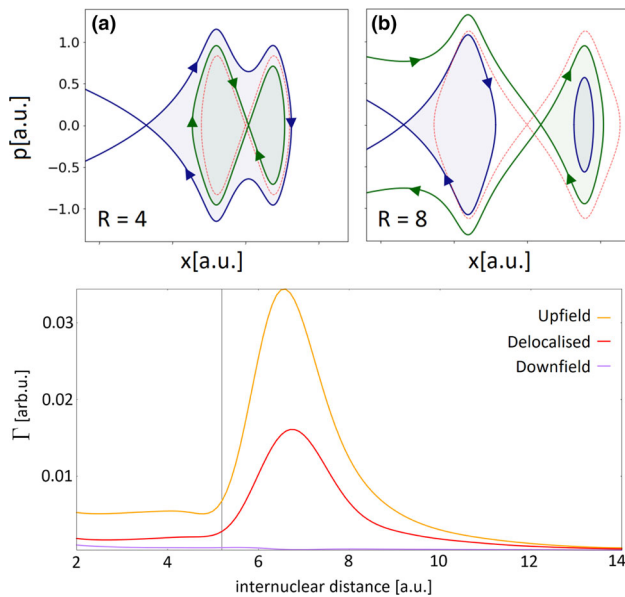 (a)
(b)
1.0
0.5
0.0
−0.5
−1.0
p[a.u.]
R = 4
R = 8
x[a.u.]
x[a.u.]
0.03
0.02
0.01
Γ [arb.u.]
Upfield
Delocalised
Downfield
2
4
6
8
10
12
14
internuclear distance [a.u.]